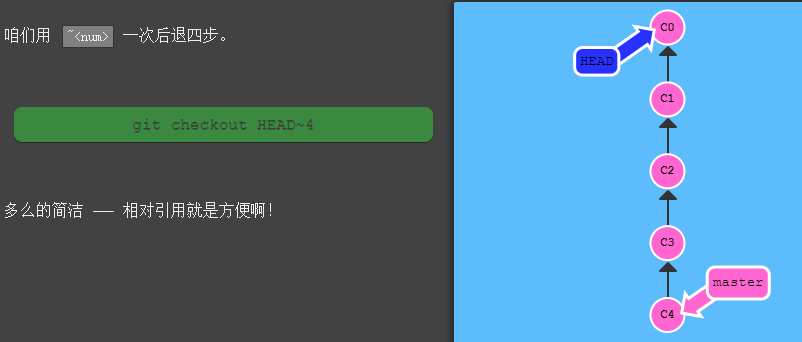 咱们用 ~<num> 一次后退四步。
git checkout HEAD~4
多么的简洁 —— 相对引用就是方便啊！
C0
HEAD
C1
C2
C3
master
C4